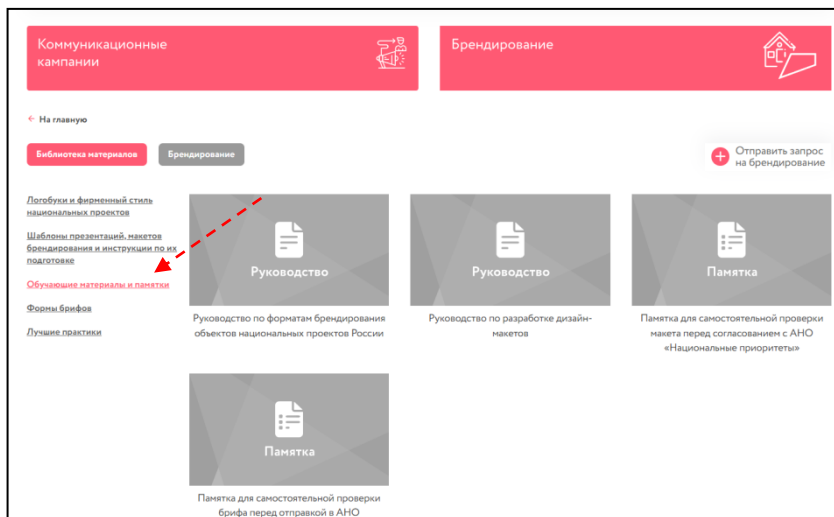 Коммуникационные
кампании
Брендирование
На главную
Библиотека материалов
Брендирование
Отправить запрос
на брендирование
Логобуки и фирменный стиль
национальных проектов
Шаблоны презентаций, макетов
брендирования и инструкции по их
подготовке
Обучающие материалы и памятки
Формы брифов
Лучшие практики
Руководство
Руководство по форматам брендирования
объектов национальных проектов России
Руководство
Руководство по разработке дизайн-
макетов
Памятка
Памятка для самостоятельной проверки
макета перед согласованием с АНО
«Национальные приоритеты»
Памятка
Памятка для самостоятельной проверки
брифа перед отправкой в АНО